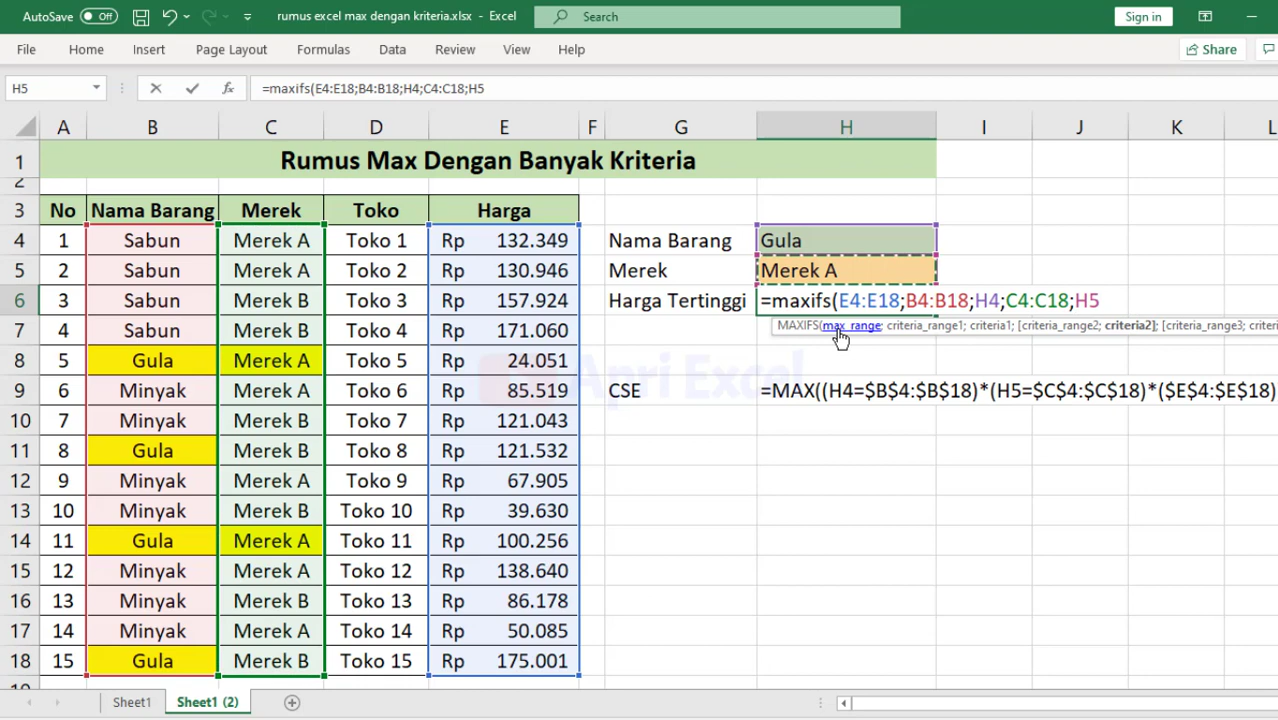 AutoSave Off rumus excel max dengan kriteria.xlsx - Excel Search Sign in
File Home Insert Page Layout Formulas Data Review View Help Share
H5 fx =maxifs(E4:E18;B4:B18;H4;C4:C18;H5
A B C D E F G H I J K L
1 Rumus Max Dengan Banyak Kriteria
2
3 No Nama Barang Merek Toko Harga
4 1 Sabun Merek A Toko 1 Rp 132.349 Nama Barang Gula
5 2 Sabun Merek A Toko 2 Rp 130.946 Merek Merek A
6 3 Sabun Merek B Toko 3 Rp 157.924 Harga Tertinggi =maxifs(E4:E18;B4:B18;H4;C4:C18;H5
MAXIFS(max_range; criteria_range1; criteria1; [criteria_range2; criteria2]; [criteria_range3; criteri
7 4 Sabun Merek B Toko 4 Rp 171.060
8 5 Gula Merek A Toko 5 Rp 24.051
Apri Excel
9 6 Minyak Merek A Toko 6 Rp 85.519 CSE =MAX((H4=$B$4:$B$18)*(H5=$C$4:$C$18)*($E$4:$E$18)
10 7 Minyak Merek B Toko 7 Rp 121.043
11 8 Gula Merek B Toko 8 Rp 121.532
12 9 Minyak Merek A Toko 9 Rp 67.905
13 10 Minyak Merek B Toko 10 Rp 39.630
14 11 Gula Merek A Toko 11 Rp 100.256
15 12 Minyak Merek A Toko 12 Rp 138.640
16 13 Minyak Merek B Toko 13 Rp 86.178
17 14 Minyak Merek A Toko 14 Rp 50.085
18 15 Gula Merek B Toko 15 Rp 175.001
Sheet1 Sheet1 (2)